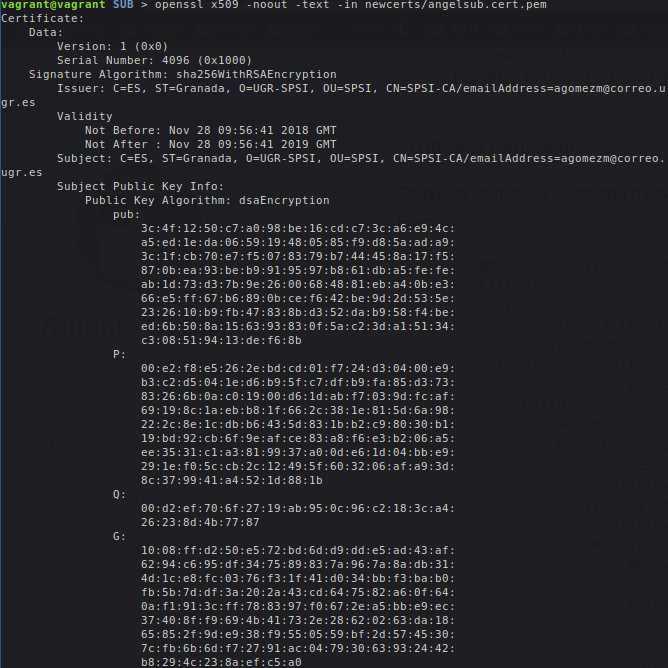 vagrant@vagrant SUB > openssl x509 -noout -text -in newcerts/angelsub.cert.pem
Certificate:
    Data:
        Version: 1 (0x0)
        Serial Number: 4096 (0x1000)
    Signature Algorithm: sha256WithRSAEncryption
        Issuer: C=ES, ST=Granada, O=UGR-SPSI, OU=SPSI, CN=SPSI-CA/emailAddress=agomezm@correo.u
gr.es
        Validity
            Not Before: Nov 28 09:56:41 2018 GMT
            Not After : Nov 28 09:56:41 2019 GMT
        Subject: C=ES, ST=Granada, O=UGR-SPSI, OU=SPSI, CN=SPSI-CA/emailAddress=agomezm@correo.
ugr.es
        Subject Public Key Info:
            Public Key Algorithm: dsaEncryption
                pub:
                    3c:4f:12:50:c7:a0:98:be:16:cd:c7:3c:a6:e9:4c:
                    a5:ed:1e:da:06:59:19:48:05:85:f9:d8:5a:ad:a9:
                    3c:1f:cb:70:e7:f5:07:83:79:b7:44:45:8a:17:f5:
                    87:0b:ea:93:be:b9:91:95:97:b8:61:db:a5:fe:fe:
                    ab:1d:73:d3:7b:9e:26:00:68:48:81:eb:a4:0b:e3:
                    66:e5:ff:67:b6:89:0b:ce:f6:42:be:9d:2d:53:5e:
                    23:26:10:b9:fb:47:83:8b:d3:52:da:b9:58:f4:be:
                    ed:6b:50:8a:15:63:93:83:0f:5a:c2:3d:a1:51:34:
                    c3:08:51:94:13:de:f6:8b
                P:
                    00:e2:f8:e5:26:2e:bd:cd:01:f7:24:d3:04:00:e9:
                    b3:c2:d5:04:1e:d6:b9:5f:c7:df:b9:fa:85:d3:73:
                    83:26:6b:0a:c0:19:00:d6:1d:ab:f7:03:9d:fc:af:
                    69:19:8c:1a:eb:b8:1f:66:2c:38:1e:81:5d:6a:98:
                    22:2c:8e:1c:db:b6:43:5d:83:1b:b2:c9:80:30:b1:
                    19:bd:92:cb:6f:9e:af:ce:83:a8:f6:e3:b2:06:a5:
                    ee:35:31:c1:a3:81:99:37:a0:0d:e6:1d:04:bb:e9:
                    29:1e:f0:5c:cb:2c:12:49:5f:60:32:06:af:a9:3d:
                    8c:37:99:41:a4:52:1d:88:1b
                Q:
                    00:d2:ef:70:6f:27:19:ab:95:0c:96:c2:18:3c:a4:
                    26:23:8d:4b:77:87
                G:
                    10:08:ff:d2:50:e5:72:bd:6d:d9:dd:e5:ad:43:af:
                    62:94:c6:95:df:34:75:89:83:7a:96:7a:8a:db:31:
                    4d:1c:e8:fc:03:76:f3:1f:41:d0:34:bb:f3:ba:b0:
                    fb:5b:7d:df:3a:20:2a:43:cd:64:75:82:a6:0f:64:
                    0a:f1:91:3c:ff:78:83:97:f0:67:2e:a5:bb:e9:ec:
                    37:40:8f:f9:69:4b:41:73:2e:28:62:02:63:da:18:
                    65:85:2f:9d:e9:38:f9:55:05:59:bf:2d:57:45:30:
                    7c:fb:6b:6d:f7:27:91:ac:04:79:30:63:93:24:42:
                    b8:29:4c:23:8a:ef:c5:a0